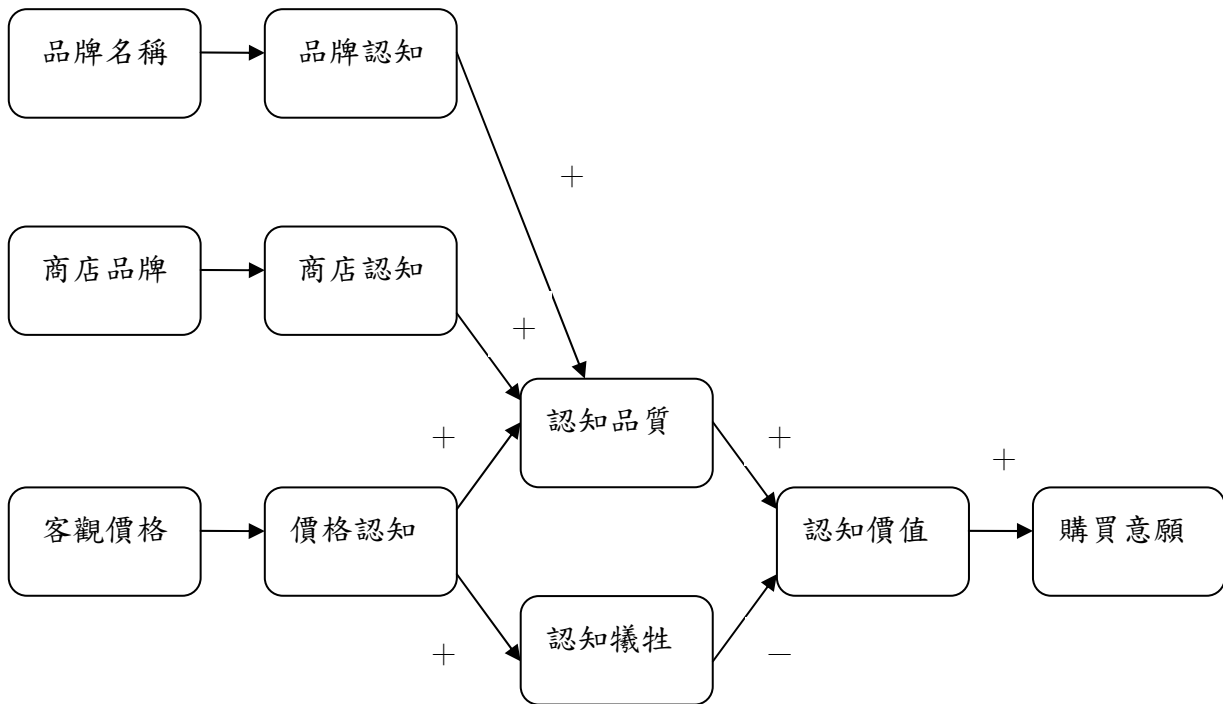 品牌名稱
品牌認知
+
商店品牌
商店認知
+
認知品質
+
+
+
客觀價格
價格認知
認知價值
購買意願
認知犧牲
+
−